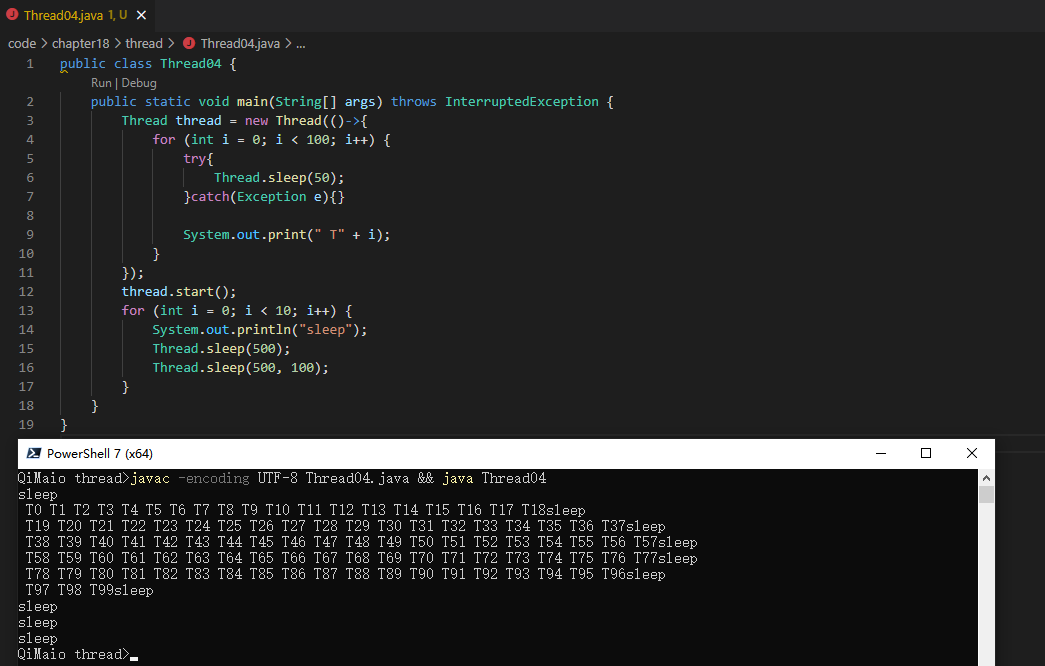 Thread04.java 1, U
code > chapter18 > thread > Thread04.java > ...
1 public class Thread04 {
Run | Debug
2 public static void main(String[] args) throws InterruptedException {
3 Thread thread = new Thread(()->{
4 for (int i = 0; i < 100; i++) {
5 try{
6 Thread.sleep(50);
7 }catch(Exception e){}
8
9 System.out.print(" T" + i);
10 }
11 });
12 thread.start();
13 for (int i = 0; i < 10; i++) {
14 System.out.println("sleep");
15 Thread.sleep(500);
16 Thread.sleep(500, 100);
17 }
18 }
19 }
PowerShell 7 (x64)
QiMaio thread>javac -encoding UTF-8 Thread04.java && java Thread04
sleep
T0 T1 T2 T3 T4 T5 T6 T7 T8 T9 T10 T11 T12 T13 T14 T15 T16 T17 T18sleep
T19 T20 T21 T22 T23 T24 T25 T26 T27 T28 T29 T30 T31 T32 T33 T34 T35 T36 T37sleep
T38 T39 T40 T41 T42 T43 T44 T45 T46 T47 T48 T49 T50 T51 T52 T53 T54 T55 T56 T57sleep
T58 T59 T60 T61 T62 T63 T64 T65 T66 T67 T68 T69 T70 T71 T72 T73 T74 T75 T76 T77sleep
T78 T79 T80 T81 T82 T83 T84 T85 T86 T87 T88 T89 T90 T91 T92 T93 T94 T95 T96sleep
T97 T98 T99sleep
sleep
sleep
sleep
QiMaio thread>